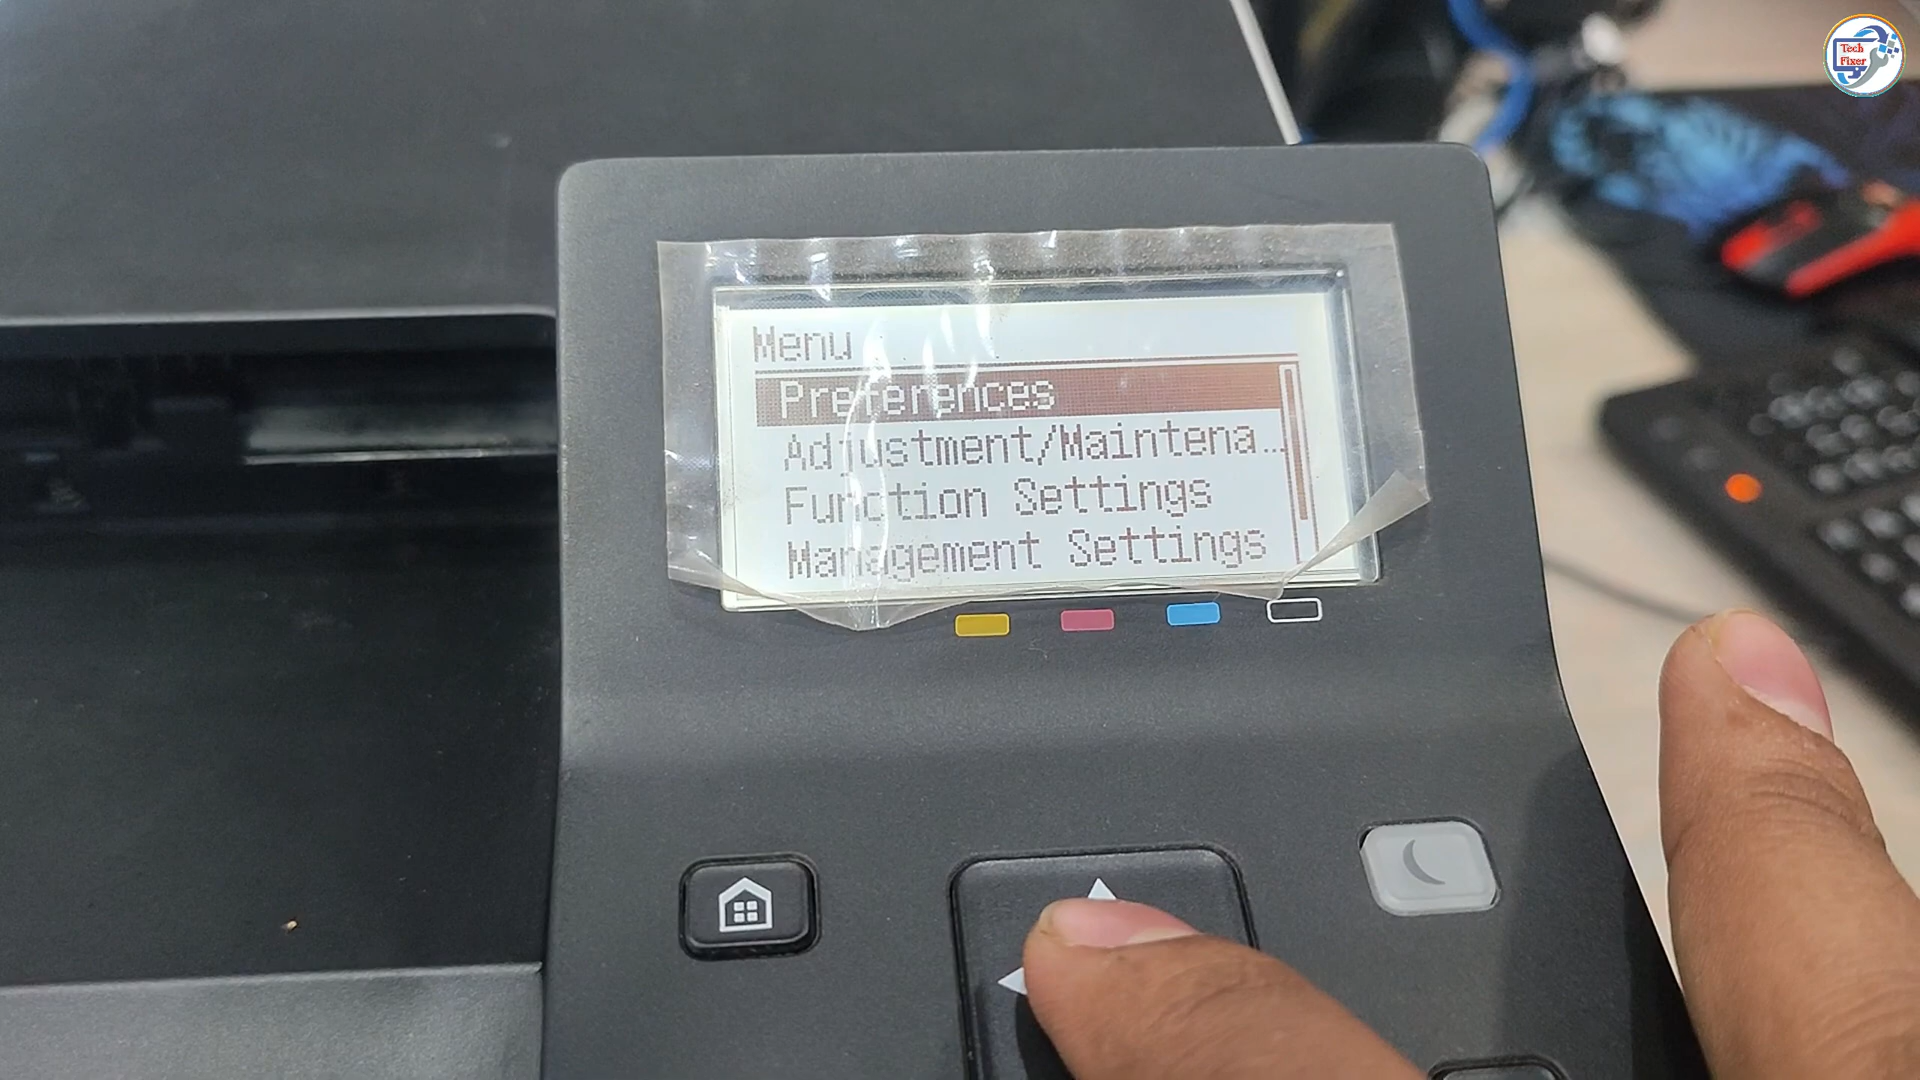 Tech
Fixer
Menu
Preferences
Adjustment/Maintena...
Function Settings
Management Settings